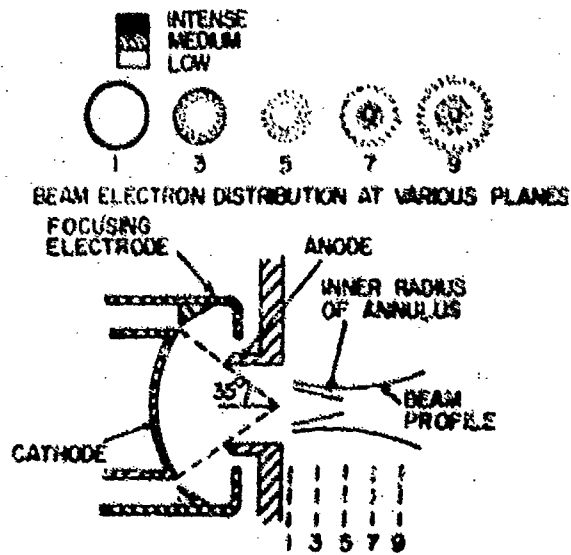 INTENSE
MEDIUM
LOW
1 3 5 7 9
BEAM ELECTRON DISTRIBUTION AT VARIOUS PLANES
FOCUSING
ELECTRODE
ANODE
INNER RADIUS
OF ANNULUS
35°
BEAM
PROFILE
CATHODE
1 3 5 7 9